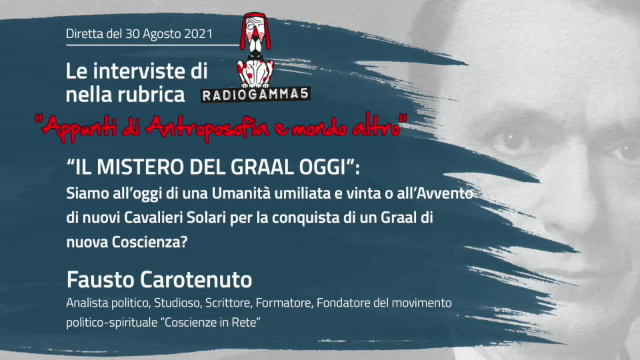 Diretta del 30 Agosto 2021
Le interviste di
nella rubrica
RADIOGAMMA5
"Appunti di Antroposofia e mondo altro"
“IL MISTERO DEL GRAAL OGGI”:
Siamo all’oggi di una Umanità umiliata e vinta o all’Avvento
di nuovi Cavalieri Solari per la conquista di un Graal di
nuova Coscienza?
Fausto Carotenuto
Analista politico, Studioso, Scrittore, Formatore, Fondatore del movimento
politico-spirituale “Coscienze in Rete”